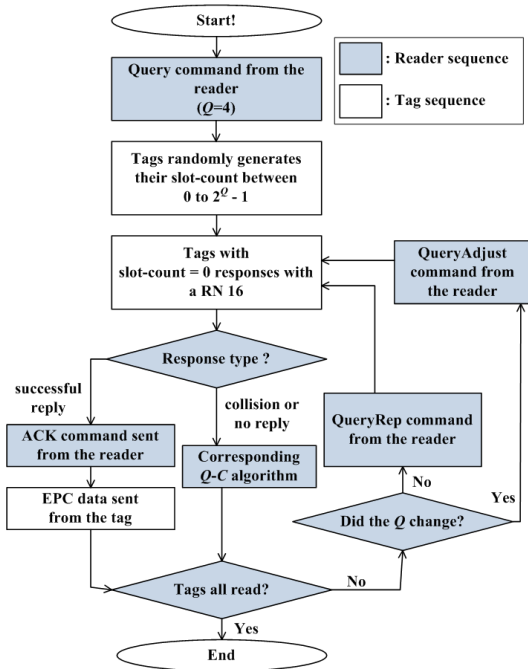 Start!
Query command from the
reader
(Q=4)
: Reader sequence
: Tag sequence
Tags randomly generates
their slot-count between
0 to 2^Q - 1
Tags with
slot-count = 0 responses with
a RN 16
QueryAdjust
command from
the reader
Response type ?
successful
reply
collision or
no reply
QueryRep command
from the reader
ACK command sent
from the reader
Corresponding
Q-C algorithm
EPC data sent
from the tag
No
Yes
Did the Q change?
Tags all read?
No
Yes
End